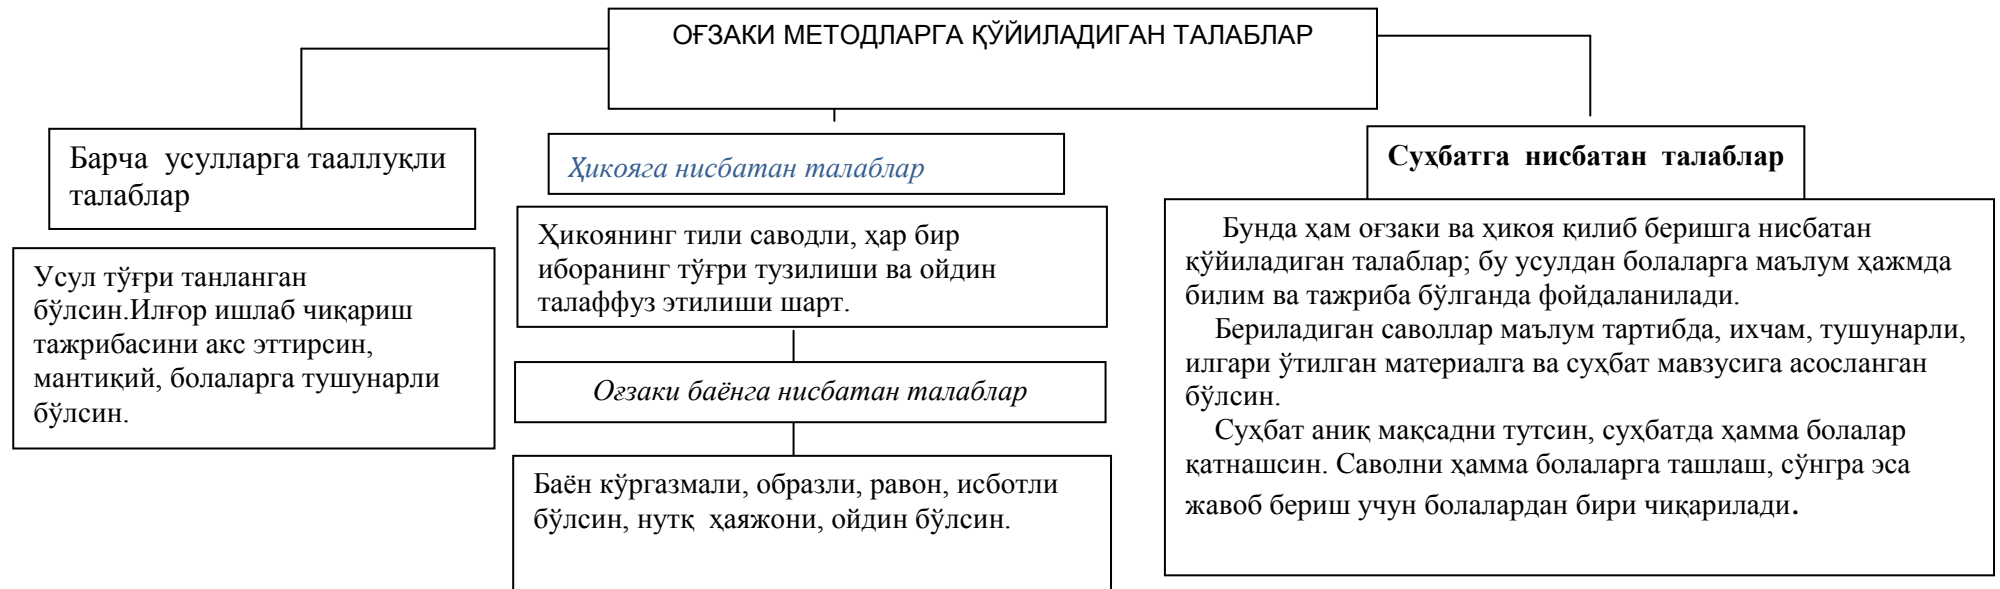 ОҒЗАКИ МЕТОДЛАРГА ҚЎЙИЛАДИГАН ТАЛАБЛАР
Барча усулларга тааллуқли
талаблар
Усул тўғри танланган
бўлсин.Илғор ишлаб чиқариш
тажрибасини акс эттирсин,
мантиқий, болаларга тушунарли
бўлсин.
Ҳикояга нисбатан талаблар
Ҳикоянинг тили саводли, ҳар бир
иборанинг тўғри тузилиши ва ойдин
талаффуз этилиши шарт.
Оғзаки баёнга нисбатан талаблар
Баён кўргазмали, образли, равон, исботли
бўлсин, нутқ ҳаяжони, ойдин бўлсин.
Суҳбатга нисбатан талаблар
Бунда ҳам оғзаки ва ҳикоя қилиб беришга нисбатан
қўйиладиган талаблар; бу усулдан болаларга маълум ҳажмда
билим ва тажриба бўлганда фойдаланилади.
Бериладиган саволлар маълум тартибда, ихчам, тушунарли,
илгари ўтилган материалга ва суҳбат мавзусига асосланган
бўлсин.
Суҳбат аниқ мақсадни тутсин, суҳбатда ҳамма болалар
қатнашсин. Саволни ҳамма болаларга ташлаш, сўнгра эса
жавоб бериш учун болалардан бири чиқарилади.